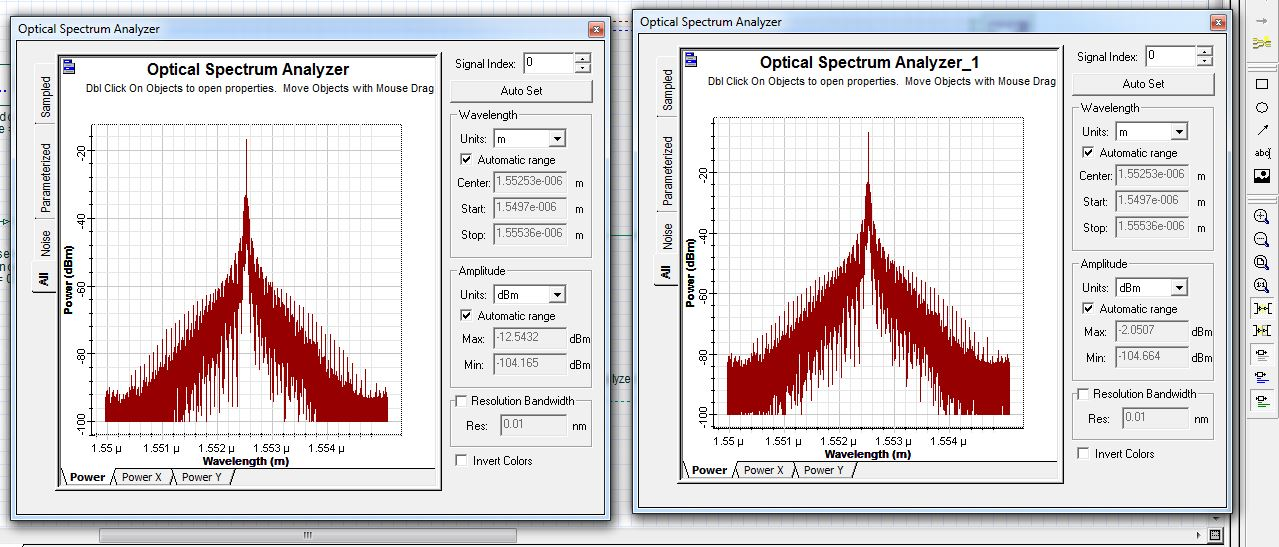 Optical Spectrum Analyzer
Optical Spectrum Analyzer
Dbl Click On Objects to open properties. Move Objects with Mouse Drag
Sampled
Parameterized
Noise
All
Power (dBm)
-20
-40
-60
-80
-100
1.55 µ
1.551 µ
1.552 µ
1.553 µ
1.554 µ
Wavelength (m)
Power
Power X
Power Y
Signal Index: 0
Auto Set
Wavelength
Units: m
Automatic range
Center: 1.55253e-006 m
Start: 1.5497e-006 m
Stop: 1.55536e-006 m
Amplitude
Units: dBm
Automatic range
Max: -12.5432 dBm
Min: -104.165 dBm
Resolution Bandwidth
Res: 0.01 nm
Invert Colors
Optical Spectrum Analyzer
Optical Spectrum Analyzer_1
Dbl Click On Objects to open properties. Move Objects with Mouse Drag
Sampled
Parameterized
Noise
All
Power (dBm)
-20
-40
-60
-80
-100
1.55 µ
1.551 µ
1.552 µ
1.553 µ
1.554 µ
Wavelength (m)
Power
Power X
Power Y
Signal Index: 0
Auto Set
Wavelength
Units: m
Automatic range
Center: 1.55253e-006 m
Start: 1.5497e-006 m
Stop: 1.55536e-006 m
Amplitude
Units: dBm
Automatic range
Max: -2.0507 dBm
Min: -104.664 dBm
Resolution Bandwidth
Res: 0.01 nm
Invert Colors
lyze
ab